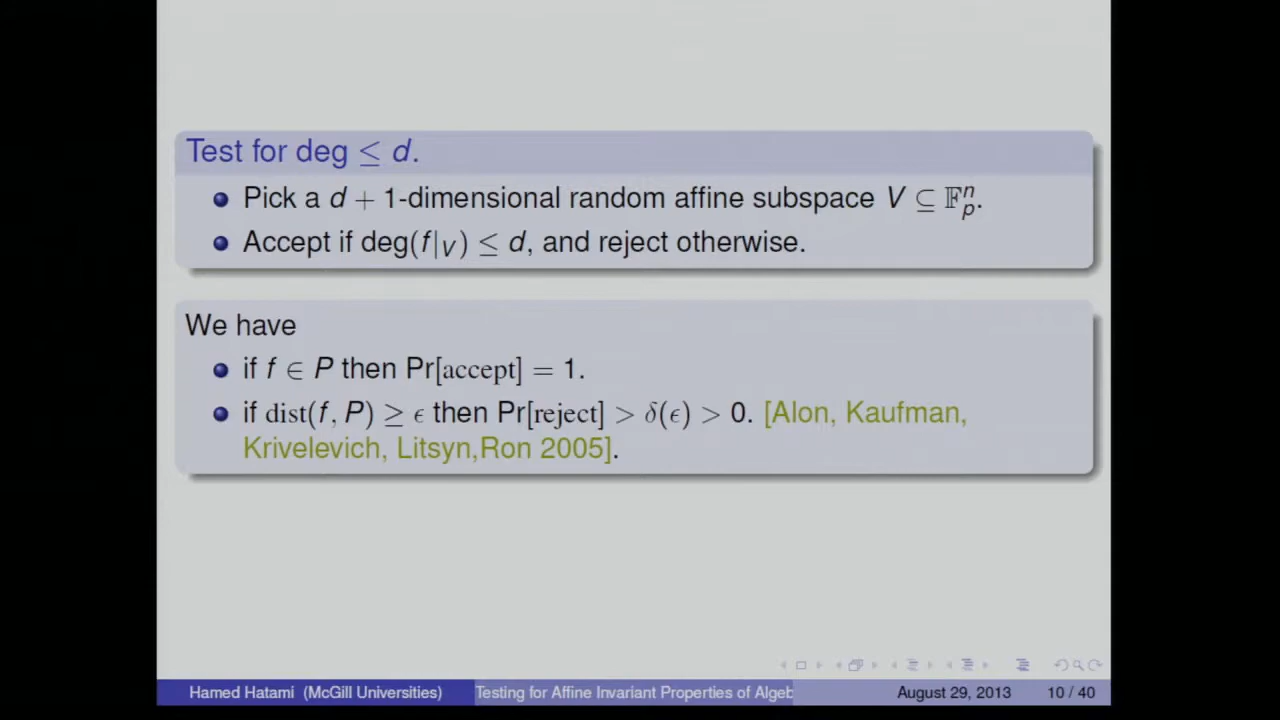 Test for deg ≤ d.
Pick a d + 1-dimensional random affine subspace V ⊆ 𝔽ₚⁿ.
Accept if deg(f|_V) ≤ d, and reject otherwise.
We have
if f ∈ P then Pr[accept] = 1.
if dist(f, P) ≥ ϵ then Pr[reject] > δ(ϵ) > 0. [Alon, Kaufman,
Krivelevich, Litsyn,Ron 2005].
Hamed Hatami (McGill Universities) Testing for Affine Invariant Properties of Algeb August 29, 2013 10 / 40